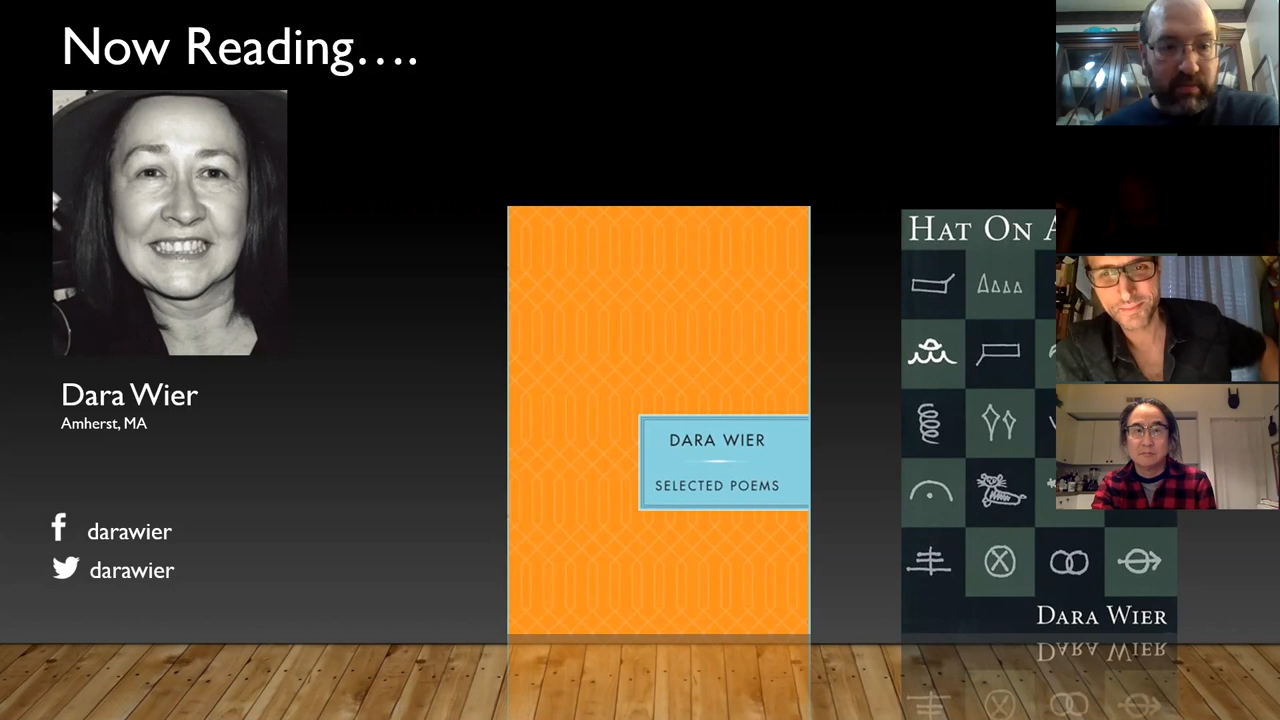 Now Reading….
Dara Wier
Amherst, MA
darawier
darawier
DARA WIER
SELECTED POEMS
HAT ON A
DARA WIER